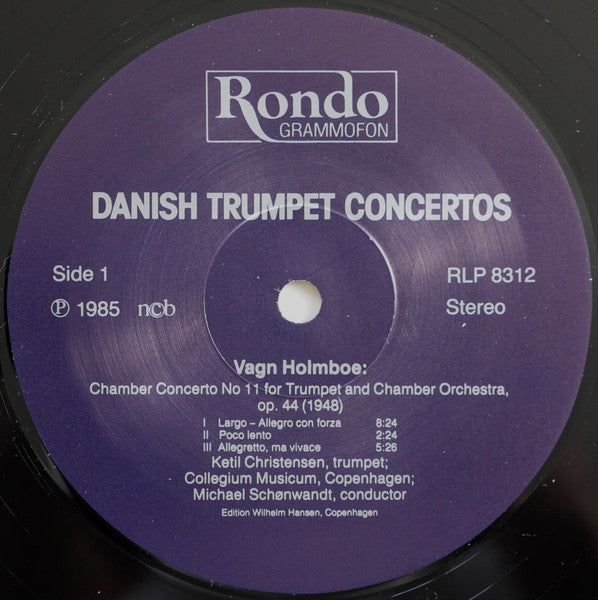 Rondo
GRAMMOFON
DANISH TRUMPET CONCERTOS
Side 1
RLP 8312
℗ 1985 ncb
Stereo
Vagn Holmboe:
Chamber Concerto No 11 for Trumpet and Chamber Orchestra,
op. 44 (1948)
I Largo – Allegro con forza 8:24
II Poco lento 2:24
III Allegretto, ma vivace 5:26
Ketil Christensen, trumpet;
Collegium Musicum, Copenhagen;
Michael Schønwandt, conductor
Edition Wilhelm Hansen, Copenhagen